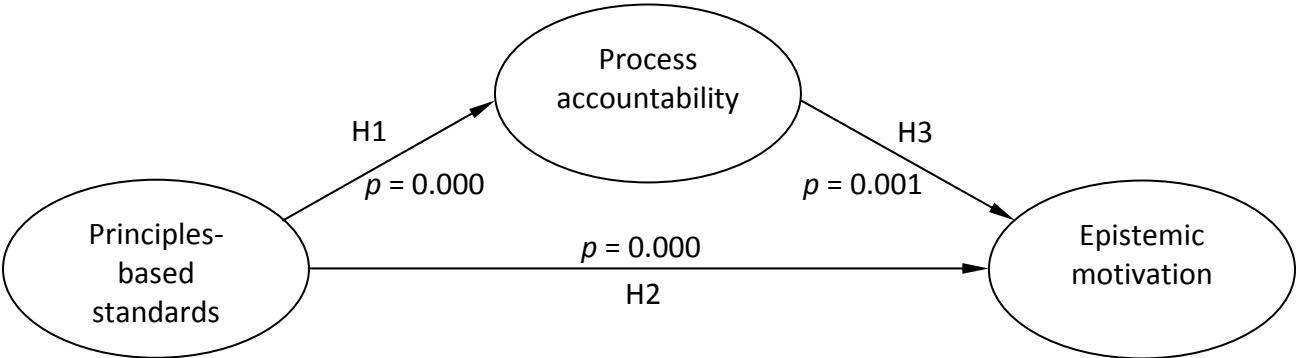 Process
accountability
H1
H3
p = 0.000
p = 0.001
Principles-
based
standards
p = 0.000
H2
Epistemic
motivation